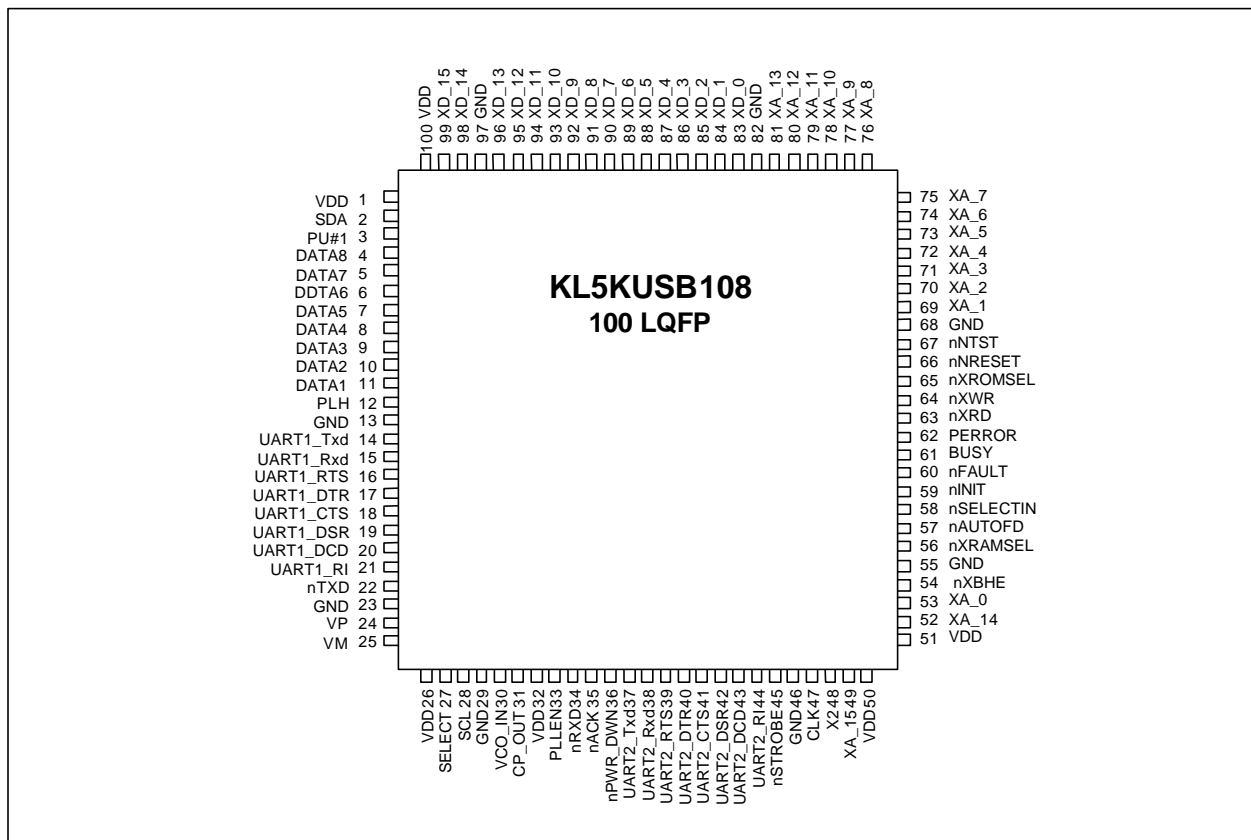 100 VDD
99 XD_15
98 XD_14
97 GND
96 XD_13
95 XD_12
94 XD_11
93 XD_10
92 XD_9
91 XD_8
90 XD_7
89 XD_6
88 XD_5
87 XD_4
86 XD_3
85 XD_2
84 XD_1
83 XD_0
82 GND
81 XA_13
80 XA_12
79 XA_11
78 XA_10
77 XA_9
76 XA_8
KL5KUSB108
100 LQFP
VDD 1
SDA 2
PU#1 3
DATA8 4
DATA7 5
DDTA6 6
DATA5 7
DATA4 8
DATA3 9
DATA2 10
DATA1 11
PLH 12
GND 13
UART1_Txd 14
UART1_Rxd 15
UART1_RTS 16
UART1_DTR 17
UART1_CTS 18
UART1_DSR 19
UART1_DCD 20
UART1_RI 21
nTXD 22
GND 23
VP 24
VM 25
75 XA_7
74 XA_6
73 XA_5
72 XA_4
71 XA_3
70 XA_2
69 XA_1
68 GND
67 nNTST
66 nNRESET
65 nXROMSEL
64 nXWR
63 nXRD
62 PERROR
61 BUSY
60 nFAULT
59 nINIT
58 nSELECTIN
57 nAUTOFD
56 nXRAMSEL
55 GND
54 nXBHE
53 XA_0
52 XA_14
51 VDD
VDD26
SELECT27
SCL28
GND29
VCO_IN30
CP_OUT31
VDD32
PLLEN33
nRXD34
nACK35
nPWR_DWN36
UART2_Txd37
UART2_Rxd38
UART2_RTS39
UART2_DTR40
UART2_CTS41
UART2_DSR42
UART2_DCD43
UART2_RI44
nSTROBE45
GND46
CLK47
X248
XA_1549
VDD50